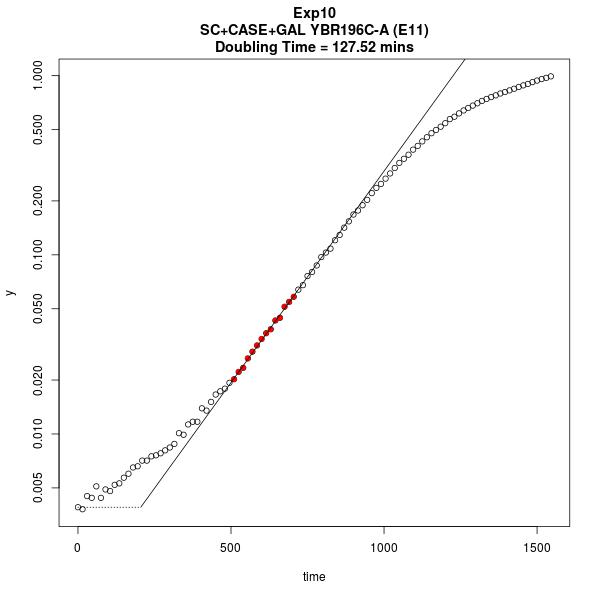 Exp10
SC+CASE+GAL YBR196C-A (E11)
Doubling Time = 127.52 mins
1.000
0.500
0.200
0.100
0.050
0.020
0.010
0.005
y
0 500 1000 1500
time